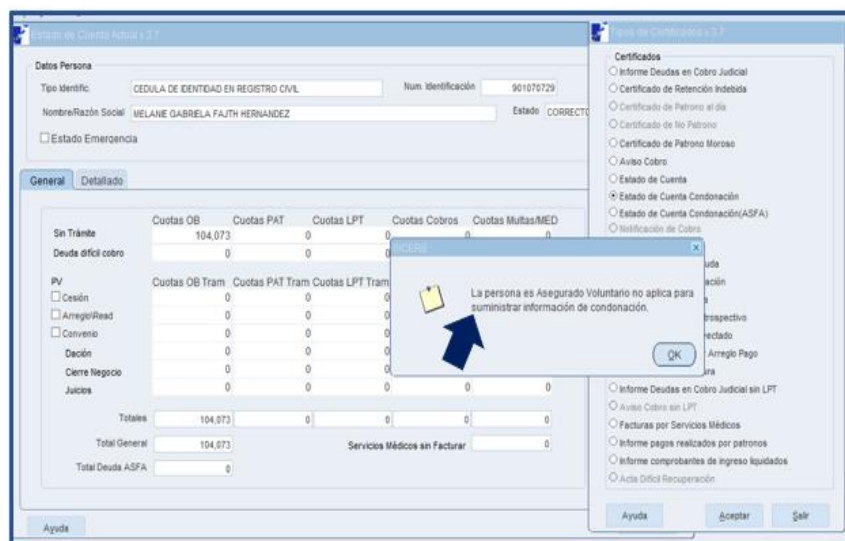 Estado de Cuenta Actual v 3.7
Datos Persona
Tipo Identific. CEDULA DE IDENTIDAD EN REGISTRO CIVIL Num. Identificación 901070729
Nombre/Razón Social MELANIE GABRIELA FAJTH HERNANDEZ Estado CORRECTO
Estado Emergencia
General Detallado
Cuotas OB Cuotas PAT Cuotas LPT Cuotas Cobros Cuotas Multas/MED
Sin Trámite 104,073 0 0 0 0
Deuda difícil cobro 0 0 0
PV Cuotas OB Tram Cuotas PAT Tram Cuotas LPT Tram
Cesión 0 0 0
Arreglo\Read 0 0 0
Convenio 0 0 0
Dación 0 0 0
Cierre Negocio 0 0 0
Juicios 0 0 0 0 0
Totales 104,073 0 0 0 0
Total General 104,073 Servicios Médicos sin Facturar 0
Total Deuda ASFA 0
Ayuda
SICERE
La persona es Asegurado Voluntario no aplica para
suministrar información de condonación.
OK
Tipos de Certificados v 3.7
Certificados
Informe Deudas en Cobro Judicial
Certificado de Retención Indebida
Certificado de Patrono al día
Certificado de No Patrono
Certificado de Patrono Moroso
Aviso Cobro
Estado de Cuenta
Estado de Cuenta Condonación
Estado de Cuenta Condonación(ASFA)
Notificación de Cobro
uda
ación
a
trospectivo
yectado
r Arreglo Pago
tura
Informe Deudas en Cobro Judicial sin LPT
Aviso Cobro sin LPT
Facturas por Servicios Médicos
Informe pagos realizados por patronos
Informe comprobantes de ingreso liquidados
Acta Difícil Recuperación
Ayuda Aceptar Salir